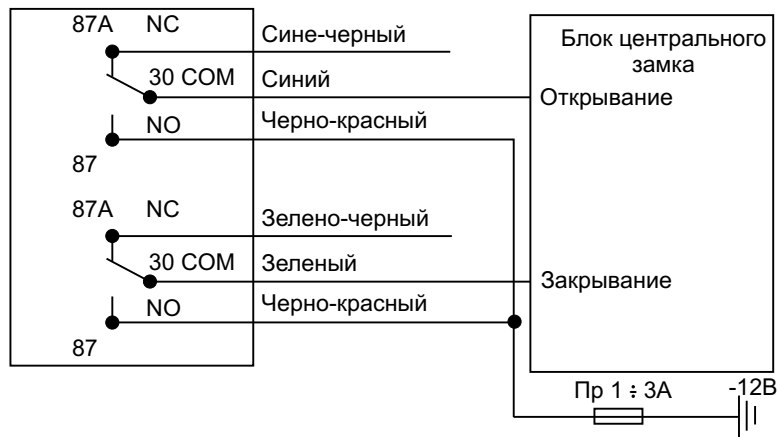 87A NC
Сине-черный
30 COM
Синий
NO
Черно-красный
87
87A NC
Зелено-черный
30 COM
Зеленый
NO
Черно-красный
87
Блок центрального
замка
Открывание
Закрывание
Пр 1 ÷ 3А
-12В